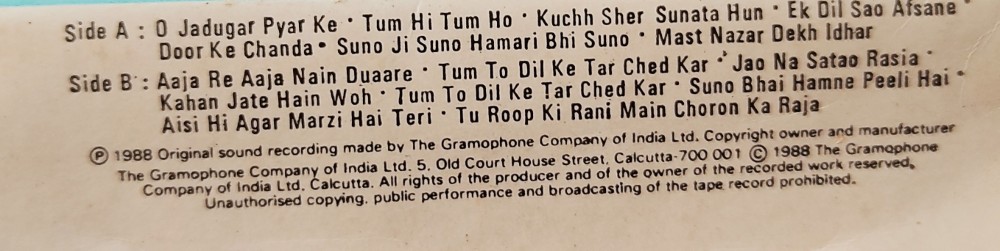 Side A : O Jadugar Pyar Ke • Tum Hi Tum Ho • Kuchh Sher Sunata Hun • Ek Dil Sao Afsane •
Door Ke Chanda • Suno Ji Suno Hamari Bhi Suno • Mast Nazar Dekh Idhar
Side B : Aaja Re Aaja Nain Duaare • Tum To Dil Ke Tar Ched Kar • Jao Na Satao Rasia •
Kahan Jate Hain Woh • Tum To Dil Ke Tar Ched Kar • Suno Bhai Hamne Peeli Hai •
Aisi Hi Agar Marzi Hai Teri • Tu Roop Ki Rani Main Choron Ka Raja
℗ 1988 Original sound recording made by The Gramophone Company of India Ltd. Copyright owner and manufacturer
The Gramophone Company of India Ltd. 5, Old Court House Street, Calcutta-700 001 © 1988 The Gramophone
Company of India Ltd. Calcutta. All rights of the producer and of the owner of the recorded work reserved,
Unauthorised copying. public performance and broadcasting of the tape record prohibited.